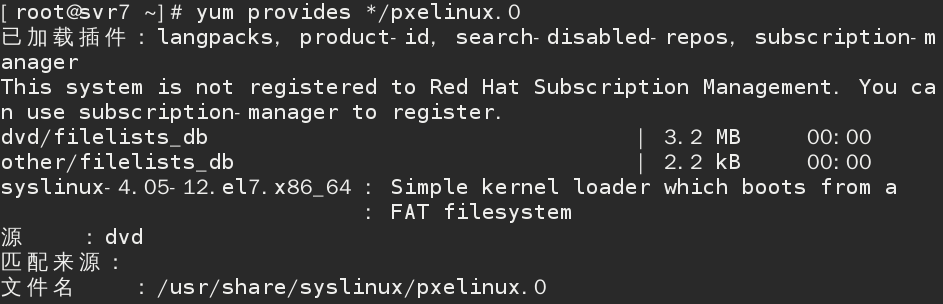 [root@svr7 ~]# yum provides */pxelinux.0
已加载插件：langpacks, product-id, search-disabled-repos, subscription-m
anager
This system is not registered to Red Hat Subscription Management. You ca
n use subscription-manager to register.
dvd/filelists_db | 3.2 MB 00:00
other/filelists_db | 2.2 kB 00:00
syslinux-4.05-12.el7.x86_64 : Simple kernel loader which boots from a
: FAT filesystem
源 ：dvd
匹配来源：
文件名 ：/usr/share/syslinux/pxelinux.0